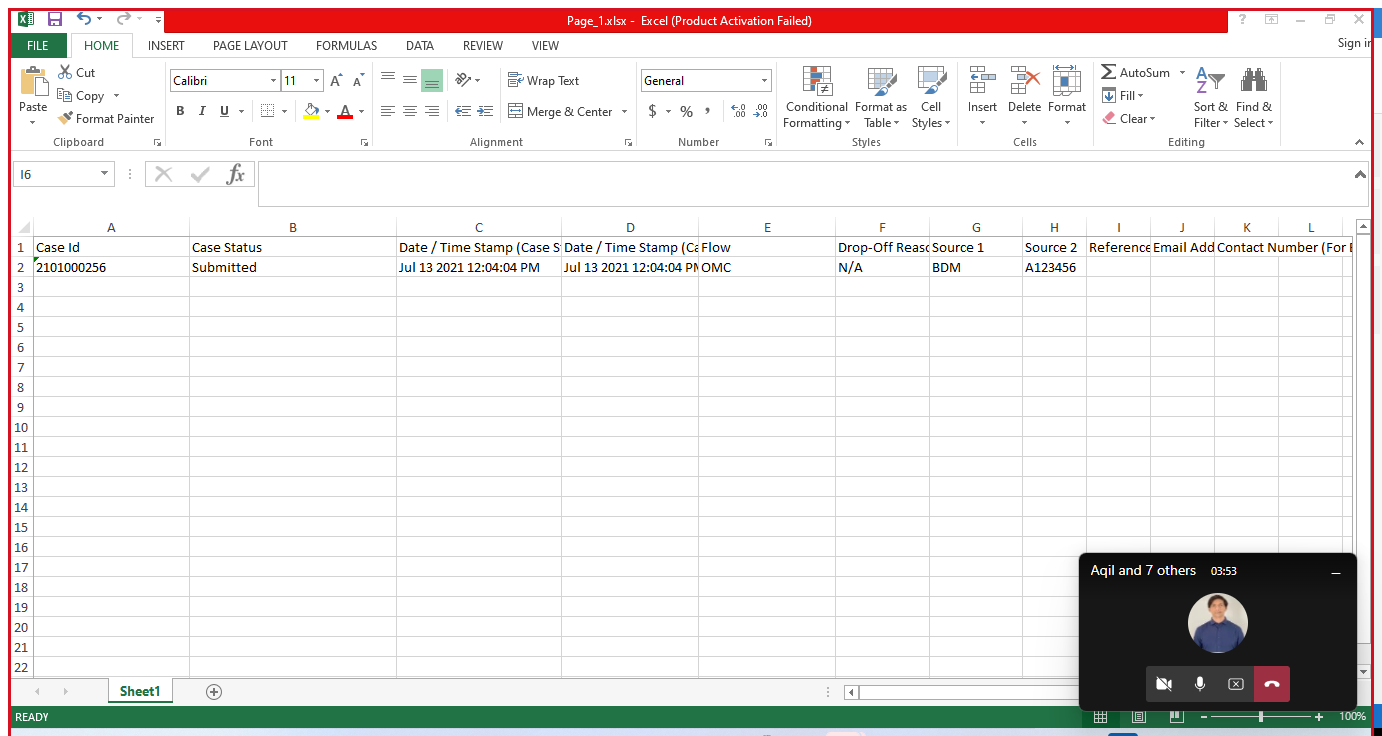 Page_1.xlsx - Excel (Product Activation Failed)
?
FILE HOME INSERT PAGE LAYOUT FORMULAS DATA REVIEW VIEW Sign in
Paste
Cut
Copy
Format Painter
Clipboard
Calibri 11
B I U
Font
Wrap Text
Merge & Center
Alignment
General
$ % ,
Number
Conditional Formatting
Format as Table
Cell Styles
Styles
Insert
Delete
Format
Cells
AutoSum
Fill
Clear
Sort & Filter
Find & Select
Editing
I6
fx
A B C D E F G H I J K L
1 Case Id Case Status Date / Time Stamp (Case S Date / Time Stamp (Ca Flow Drop-Off Reaso Source 1 Source 2 Reference Email Add Contact Number (For
2 2101000256 Submitted Jul 13 2021 12:04:04 PM Jul 13 2021 12:04:04 PM OMC N/A BDM A123456
3
4
5
6
7
8
9
10
11
12
13
14
15
16
17
18
19
20
21
22
Aqil and 7 others 03:53
Sheet1
READY
100%